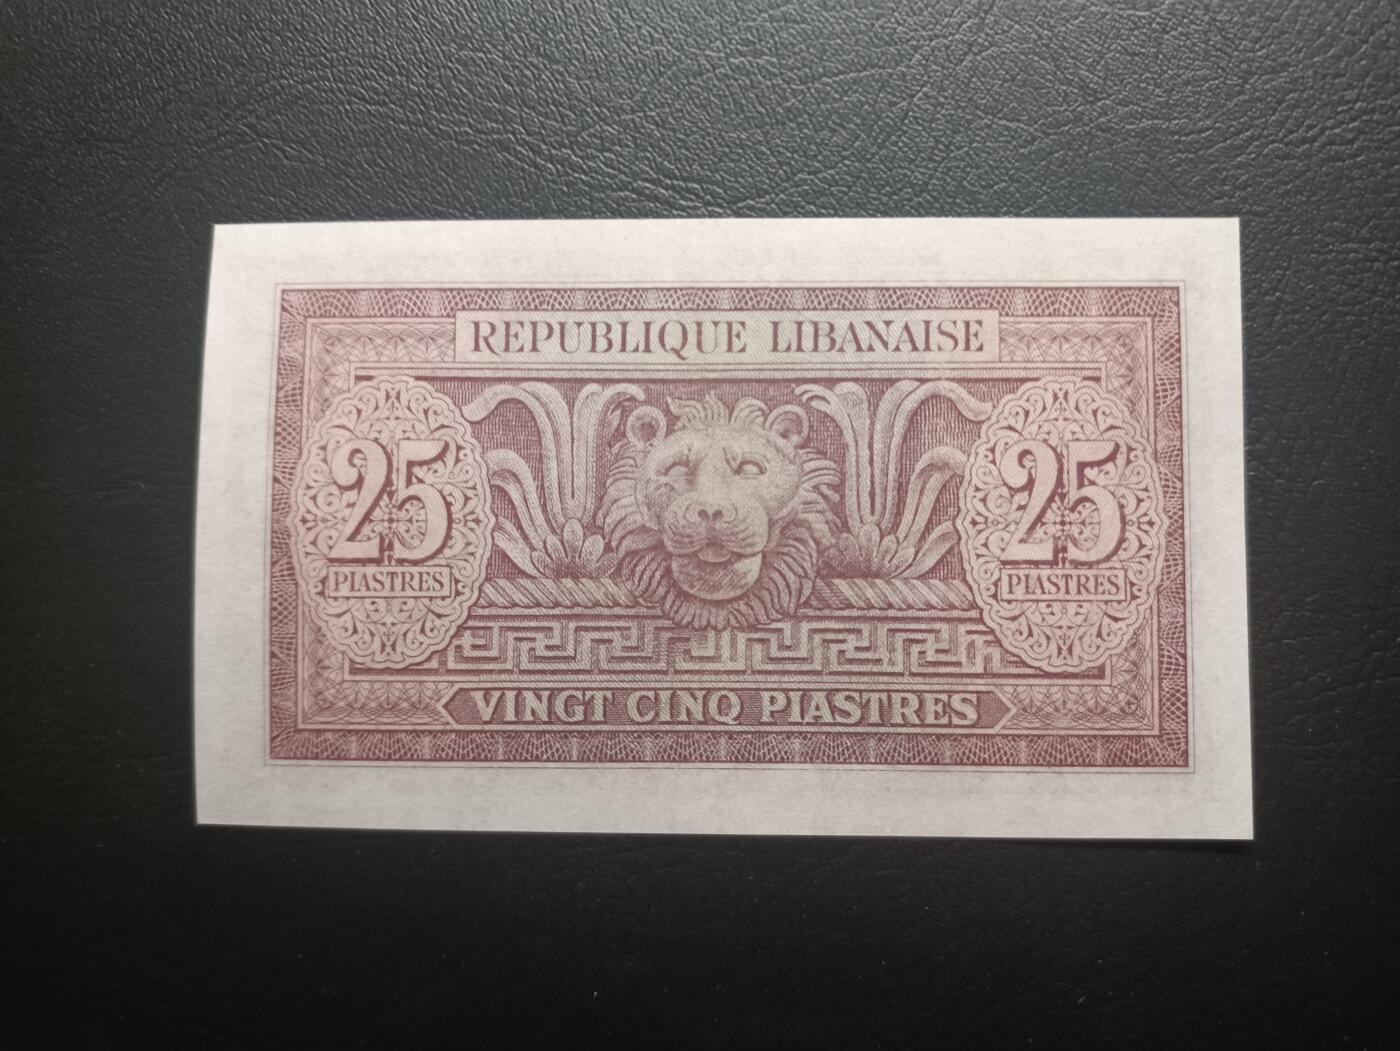 REPUBLIQUE LIBANAISE
25
PIASTRES
25
PIASTRES
VINGT CINQ PIASTRES